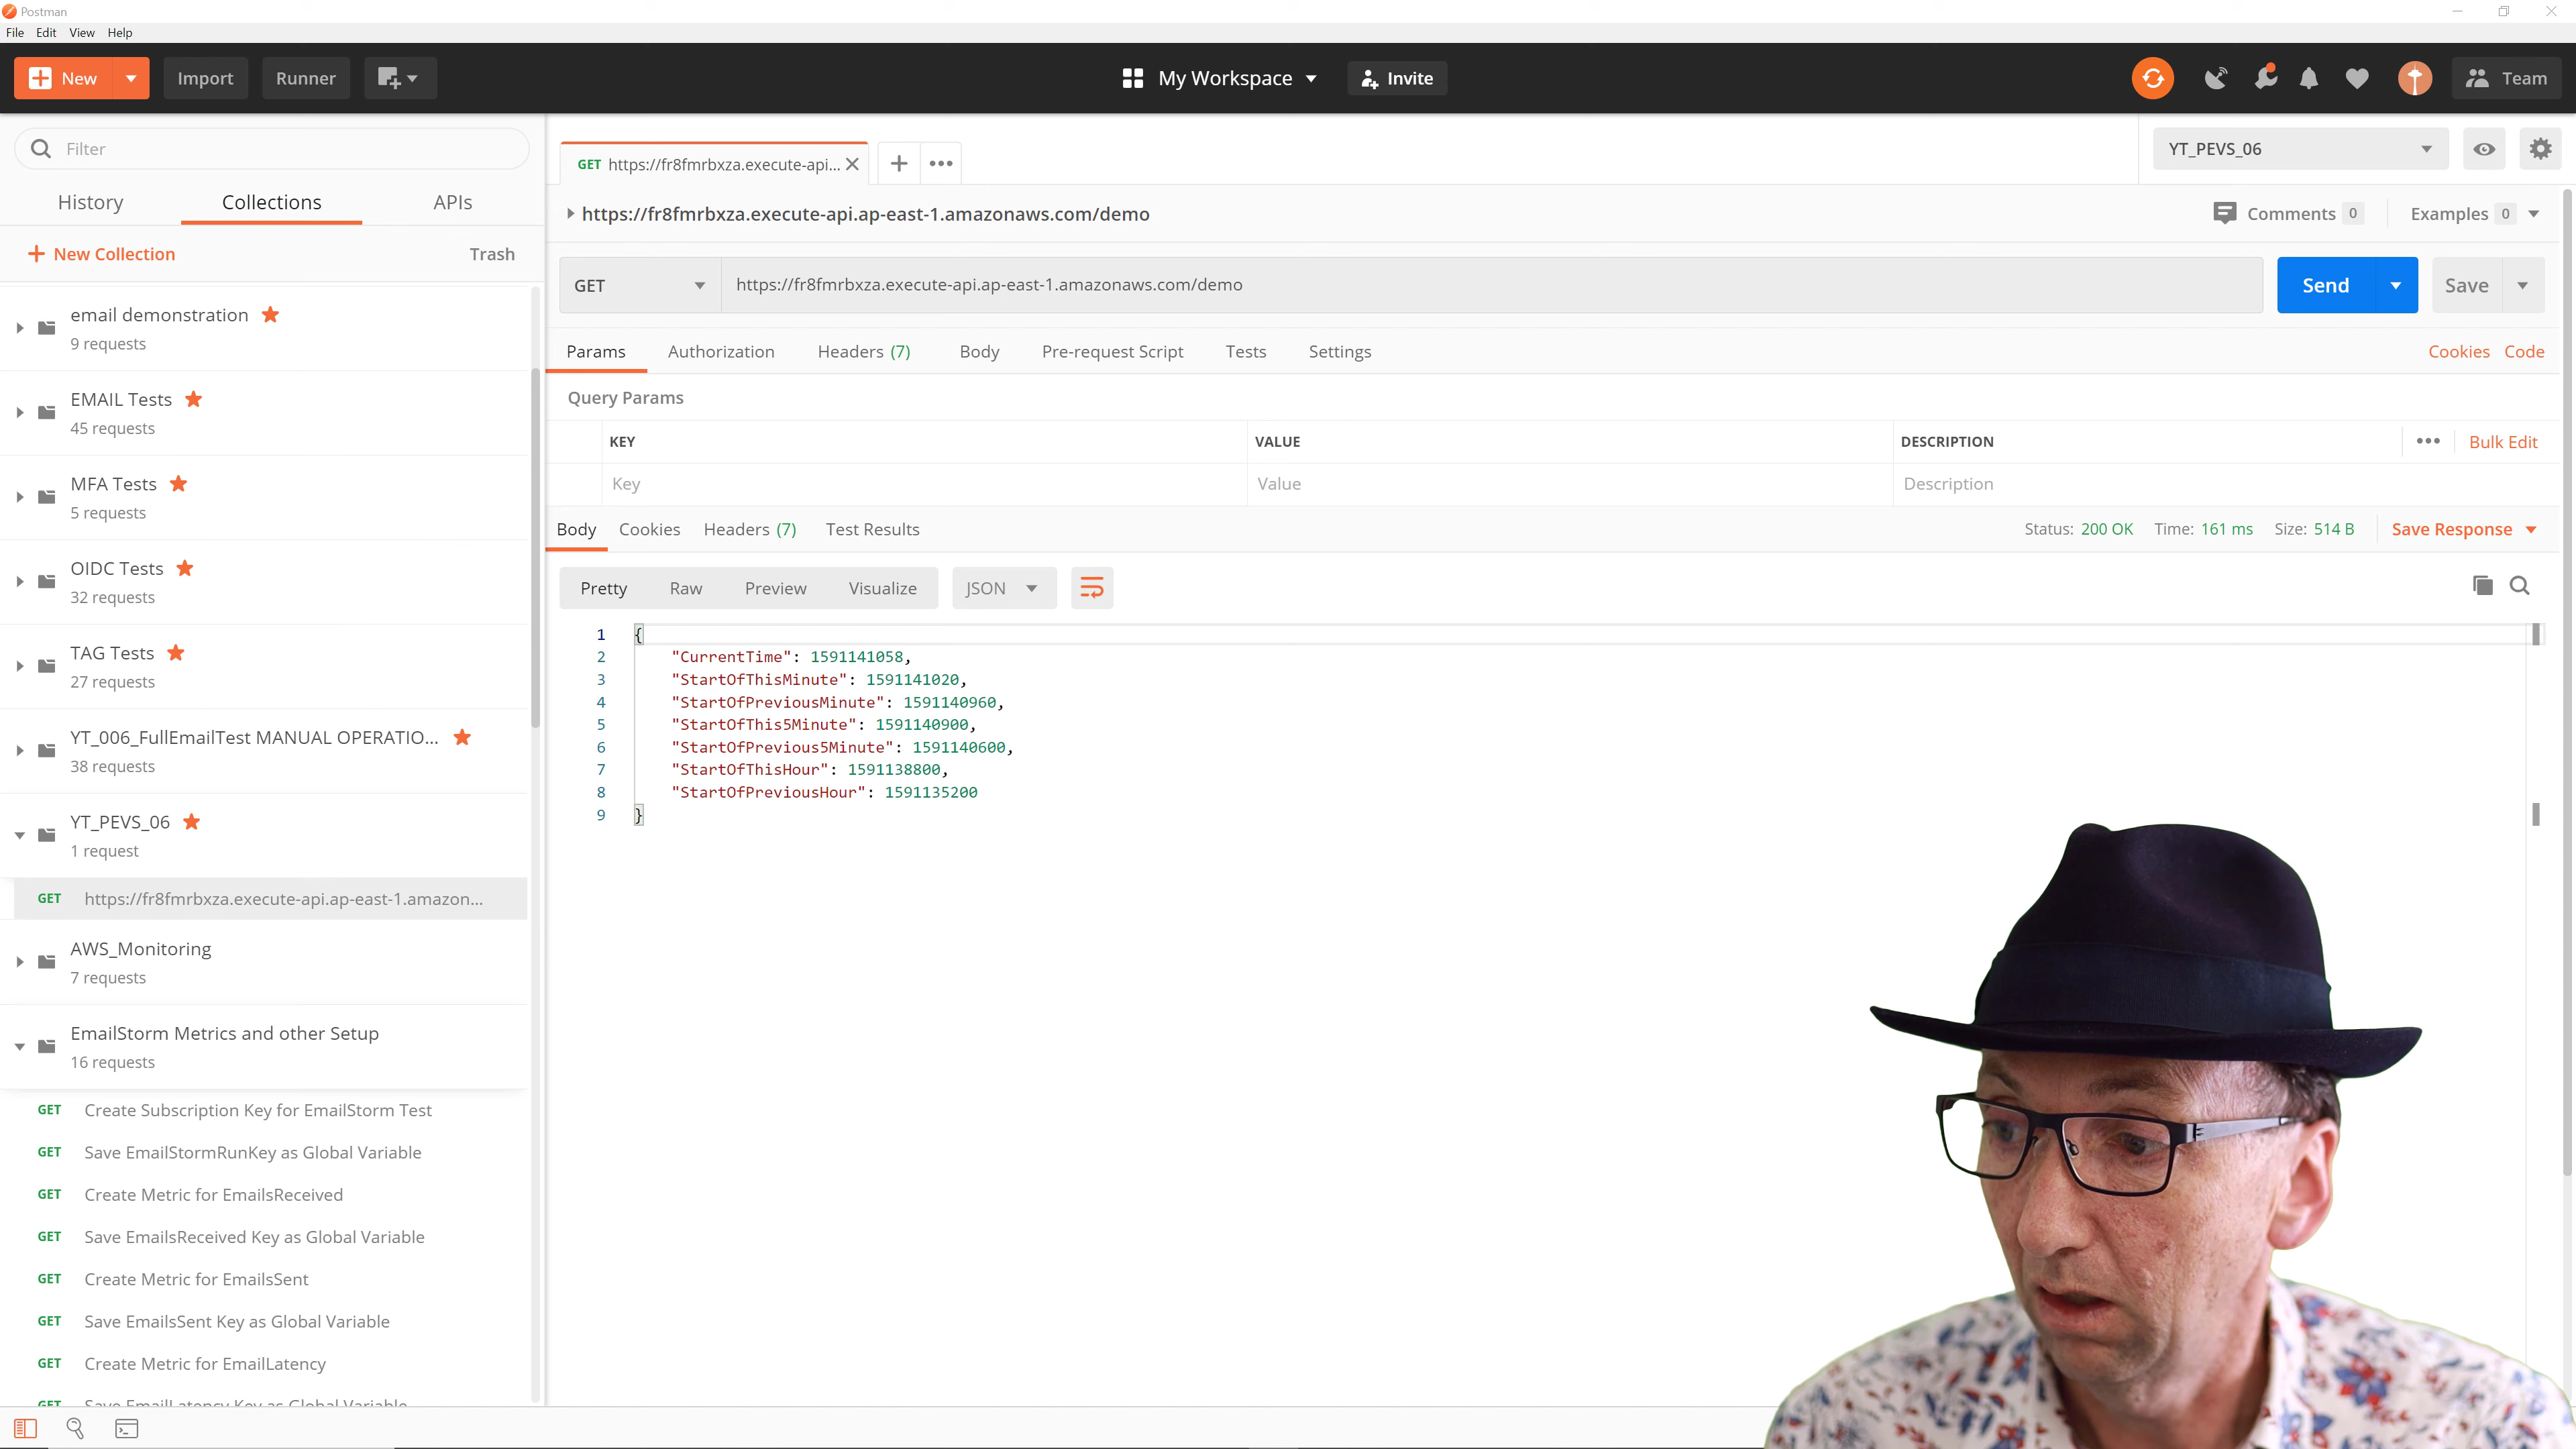 Postman
File Edit View Help
New Import Runner My Workspace Invite Team
Filter
History Collections APIs
New Collection Trash
email demonstration
9 requests
EMAIL Tests
45 requests
MFA Tests
5 requests
OIDC Tests
32 requests
TAG Tests
27 requests
YT_006_FullEmailTest MANUAL OPERATIO...
38 requests
YT_PEVS_06
1 request
GET https://fr8fmrbxza.execute-api.ap-east-1.amazon...
AWS_Monitoring
7 requests
EmailStorm Metrics and other Setup
16 requests
GET Create Subscription Key for EmailStorm Test
GET Save EmailStormRunKey as Global Variable
GET Create Metric for EmailsReceived
GET Save EmailsReceived Key as Global Variable
GET Create Metric for EmailsSent
GET Save EmailsSent Key as Global Variable
GET Create Metric for EmailLatency
GET Save EmailLatency Key as Global Variable
GET https://fr8fmrbxza.execute-api... YT_PEVS_06
https://fr8fmrbxza.execute-api.ap-east-1.amazonaws.com/demo Comments 0 Examples 0
GET https://fr8fmrbxza.execute-api.ap-east-1.amazonaws.com/demo Send Save
Params Authorization Headers (7) Body Pre-request Script Tests Settings Cookies Code
Query Params
KEY VALUE DESCRIPTION Bulk Edit
Key Value Description
Body Cookies Headers (7) Test Results Status: 200 OK Time: 161 ms Size: 514 B Save Response
Pretty Raw Preview Visualize JSON
1 {
2 "CurrentTime": 1591141058,
3 "StartOfThisMinute": 1591141020,
4 "StartOfPreviousMinute": 1591140960,
5 "StartOfThis5Minute": 1591140900,
6 "StartOfPrevious5Minute": 1591140600,
7 "StartOfThisHour": 1591138800,
8 "StartOfPreviousHour": 1591135200
9 }